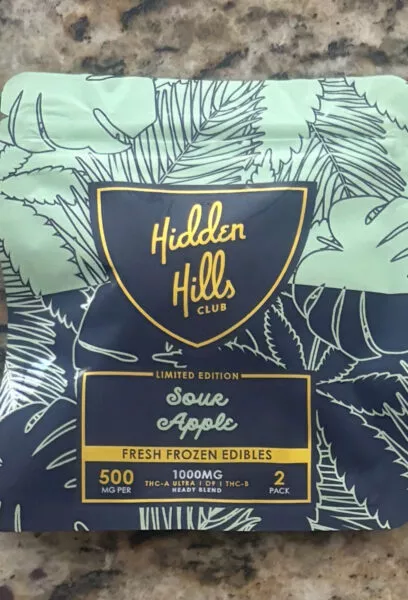 Hidden
Hills
CLUB
LIMITED EDITION
Sour
Apple
FRESH FROZEN EDIBLES
500
MG PER
1000MG
THC-A ULTRA | D9 | THC-B
HEADY BLEND
2
PACK